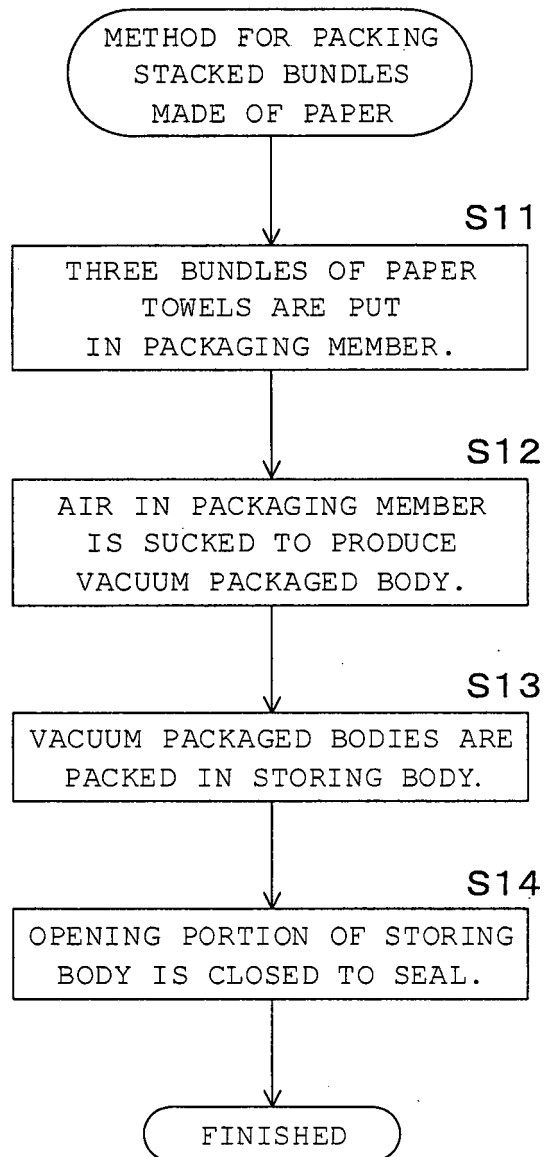 METHOD FOR PACKING
STACKED BUNDLES
MADE OF PAPER
S11
THREE BUNDLES OF PAPER
TOWELS ARE PUT
IN PACKAGING MEMBER.
S12
AIR IN PACKAGING MEMBER
IS SUCKED TO PRODUCE
VACUUM PACKAGED BODY.
S13
VACUUM PACKAGED BODIES ARE
PACKED IN STORING BODY.
S14
OPENING PORTION OF STORING
BODY IS CLOSED TO SEAL.
FINISHED